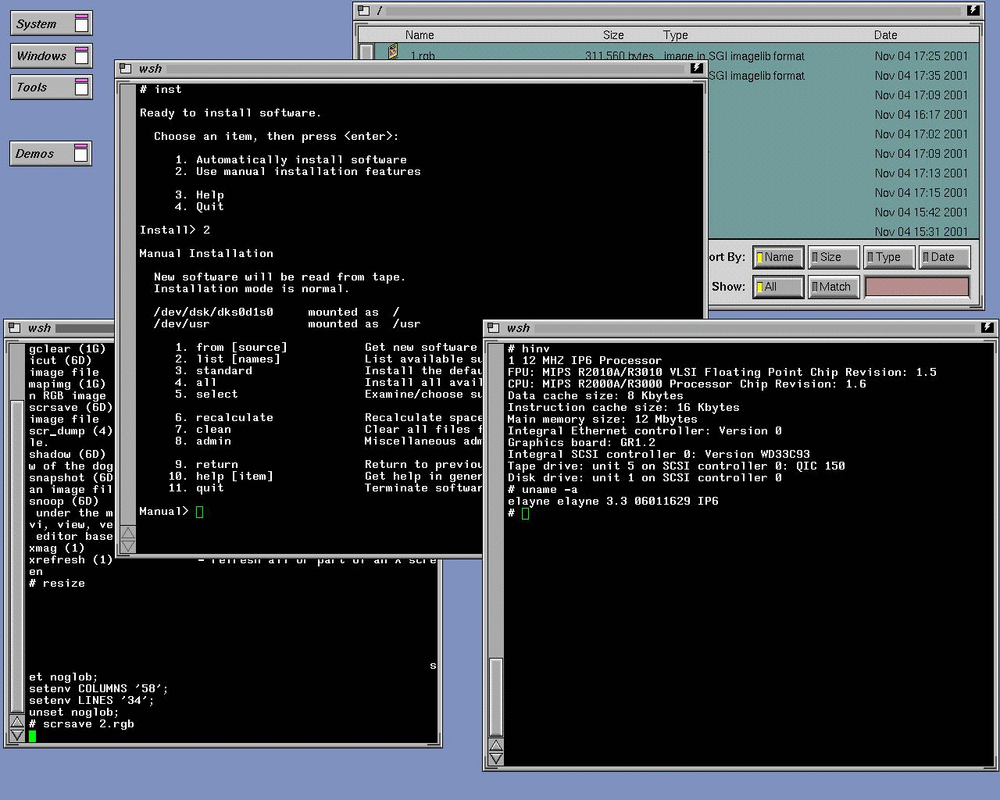 System
Windows
Tools
Demos
/
Name Size Type Date
1.rgb 311,560 bytes image in SGI imagelib format Nov 04 17:25 2001
SGI imagelib format Nov 04 17:35 2001
Nov 04 17:09 2001
Nov 04 16:17 2001
Nov 04 17:02 2001
Nov 04 17:09 2001
Nov 04 17:13 2001
Nov 04 17:15 2001
Nov 04 15:42 2001
Nov 04 15:31 2001
ort By: Name Size Type Date
Show: All Match
wsh
# inst
Ready to install software.
Choose an item, then press <enter>:
1. Automatically install software
2. Use manual installation features
3. Help
4. Quit
Install> 2
Manual Installation
New software will be read from tape.
Installation mode is normal.
/dev/dsk/dks0d1s0 mounted as /
/dev/usr mounted as /usr
1. from [source] Get new software
2. list [names] List available su
3. standard Install the defau
4. all Install all avail
5. select Examine/choose su
6. recalculate Recalculate space
7. clean Clear all files f
8. admin Miscellaneous adm
9. return Return to previou
10. help [item] Get help in gener
11. quit Terminate softwar
Manual>
wsh
gclear (1G)
icut (6D)
image file
mapimg (1G)
n RGB image
scrsave (6D)
image file
scr_dump (4)
le.
shadow (6D)
w of the dog
snapshot (6D
an image fil
snoop (6D)
under the m
vi, view, ve
editor base
xmag (1)
xrefresh (1) - refresh all or part of an X scre
en
# resize
s
et noglob;
setenv COLUMNS '58';
setenv LINES '34';
unset noglob;
# scrsave 2.rgb
wsh
# hinv
1 12 MHZ IP6 Processor
FPU: MIPS R2010A/R3010 VLSI Floating Point Chip Revision: 1.5
CPU: MIPS R2000A/R3000 Processor Chip Revision: 1.6
Data cache size: 8 Kbytes
Instruction cache size: 16 Kbytes
Main memory size: 12 Mbytes
Integral Ethernet controller: Version 0
Graphics board: GR1.2
Integral SCSI controller 0: Version WD33C93
Tape drive: unit 5 on SCSI controller 0: QIC 150
Disk drive: unit 1 on SCSI controller 0
# uname -a
elayne elayne 3.3 06011629 IP6
#